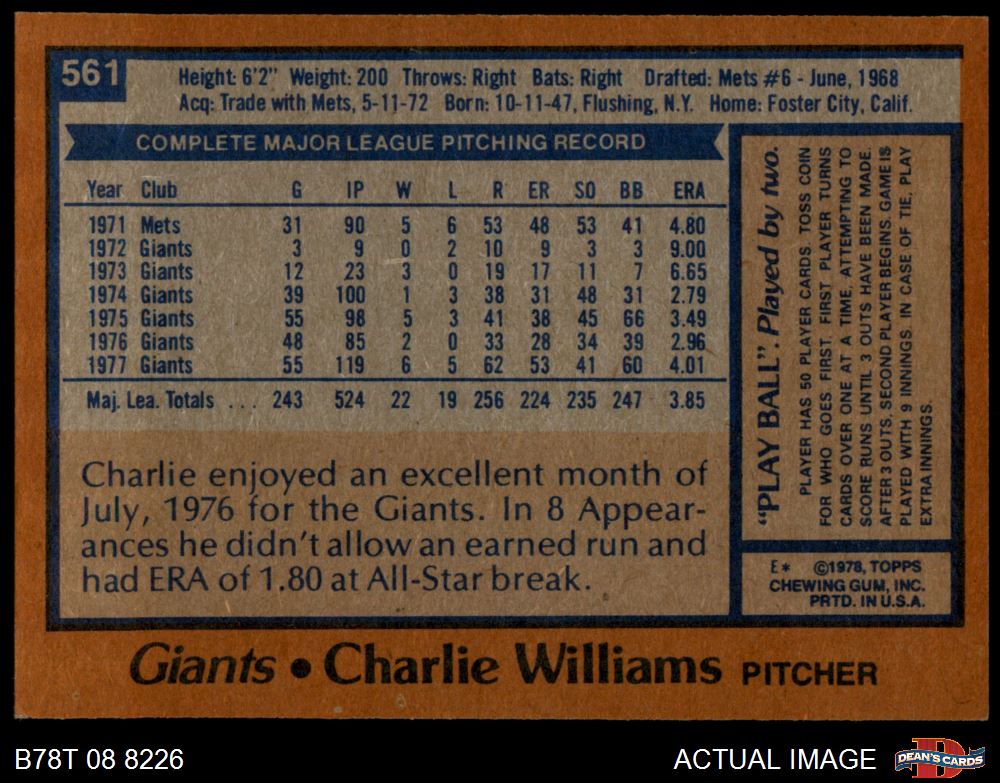 561
Height: 6'2" Weight: 200 Throws: Right Bats: Right Drafted: Mets #6 - June, 1968
Acq: Trade with Mets, 5-11-72 Born: 10-11-47, Flushing, N.Y. Home: Foster City, Calif.
COMPLETE MAJOR LEAGUE PITCHING RECORD
Year Club G IP W L R ER SO BB ERA
1971 Mets 31 90 5 6 53 48 53 41 4.80
1972 Giants 3 9 0 2 10 9 3 3 9.00
1973 Giants 12 23 3 0 19 17 11 7 6.65
1974 Giants 39 100 1 3 38 31 48 31 2.79
1975 Giants 55 98 5 3 41 38 45 66 3.49
1976 Giants 48 85 2 0 33 28 34 39 2.96
1977 Giants 55 119 6 5 62 53 41 60 4.01
Maj. Lea. Totals ... 243 524 22 19 256 224 235 247 3.85
Charlie enjoyed an excellent month of
July, 1976 for the Giants. In 8 Appear-
ances he didn't allow an earned run and
had ERA of 1.80 at All-Star break.
"PLAY BALL". Played by two.
PLAYER HAS 50 PLAYER CARDS. TOSS COIN
FOR WHO GOES FIRST. FIRST PLAYER TURNS
CARDS OVER ONE AT A TIME, ATTEMPTING TO
SCORE RUNS UNTIL 3 OUTS HAVE BEEN MADE.
AFTER 3 OUTS, SECOND PLAYER BEGINS. GAME IS
PLAYED WITH 9 INNINGS. IN CASE OF TIE, PLAY
EXTRA INNINGS.
E* ©1978, TOPPS
CHEWING GUM, INC.
PRTD. IN U.S.A.
Giants • Charlie Williams PITCHER
B78T 08 8226
ACTUAL IMAGE
D
DEAN'S CARDS